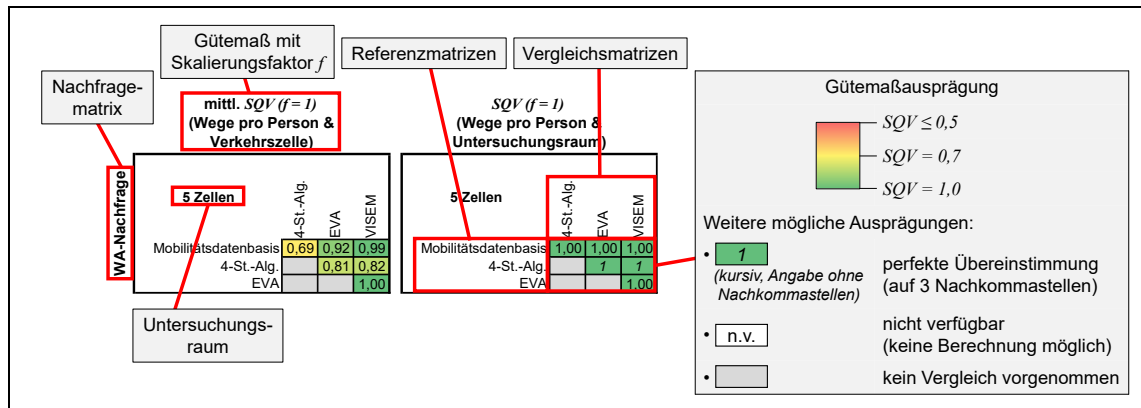 Gütemaß mit
Skalierungsfaktor f
Referenzmatrizen
Vergleichsmatrizen
Nachfrage-
matrix
mittl. SQV (f = 1)
(Wege pro Person &
Verkehrszelle)
SQV (f = 1)
(Wege pro Person &
Untersuchungsraum)
WA-Nachfrage
5 Zellen
4-St.-Alg.
EVA
VISEM
Mobilitätsdatenbasis 0,69 0,92 0,99
4-St.-Alg. 0,81 0,82
EVA 1,00
5 Zellen
4-St.-Alg.
EVA
VISEM
Mobilitätsdatenbasis 1,00 1,00 1,00
4-St.-Alg. 1 1
EVA 1,00
Untersuchungs-
raum
Gütemaßausprägung
SQV ≤ 0,5
SQV = 0,7
SQV = 1,0
Weitere mögliche Ausprägungen:
• 1
(kursiv, Angabe ohne
Nachkommastellen)
perfekte Übereinstimmung
(auf 3 Nachkommastellen)
• n.v.
nicht verfügbar
(keine Berechnung möglich)
• kein Vergleich vorgenommen